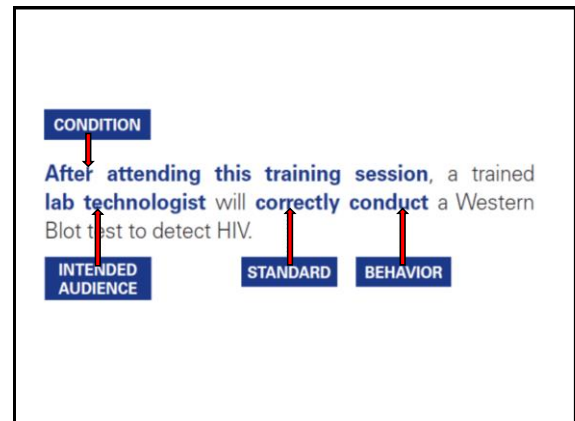 CONDITION
After attending this training session, a trained
lab technologist will correctly conduct a Western
Blot test to detect HIV.
INTENDED
AUDIENCE
STANDARD
BEHAVIOR